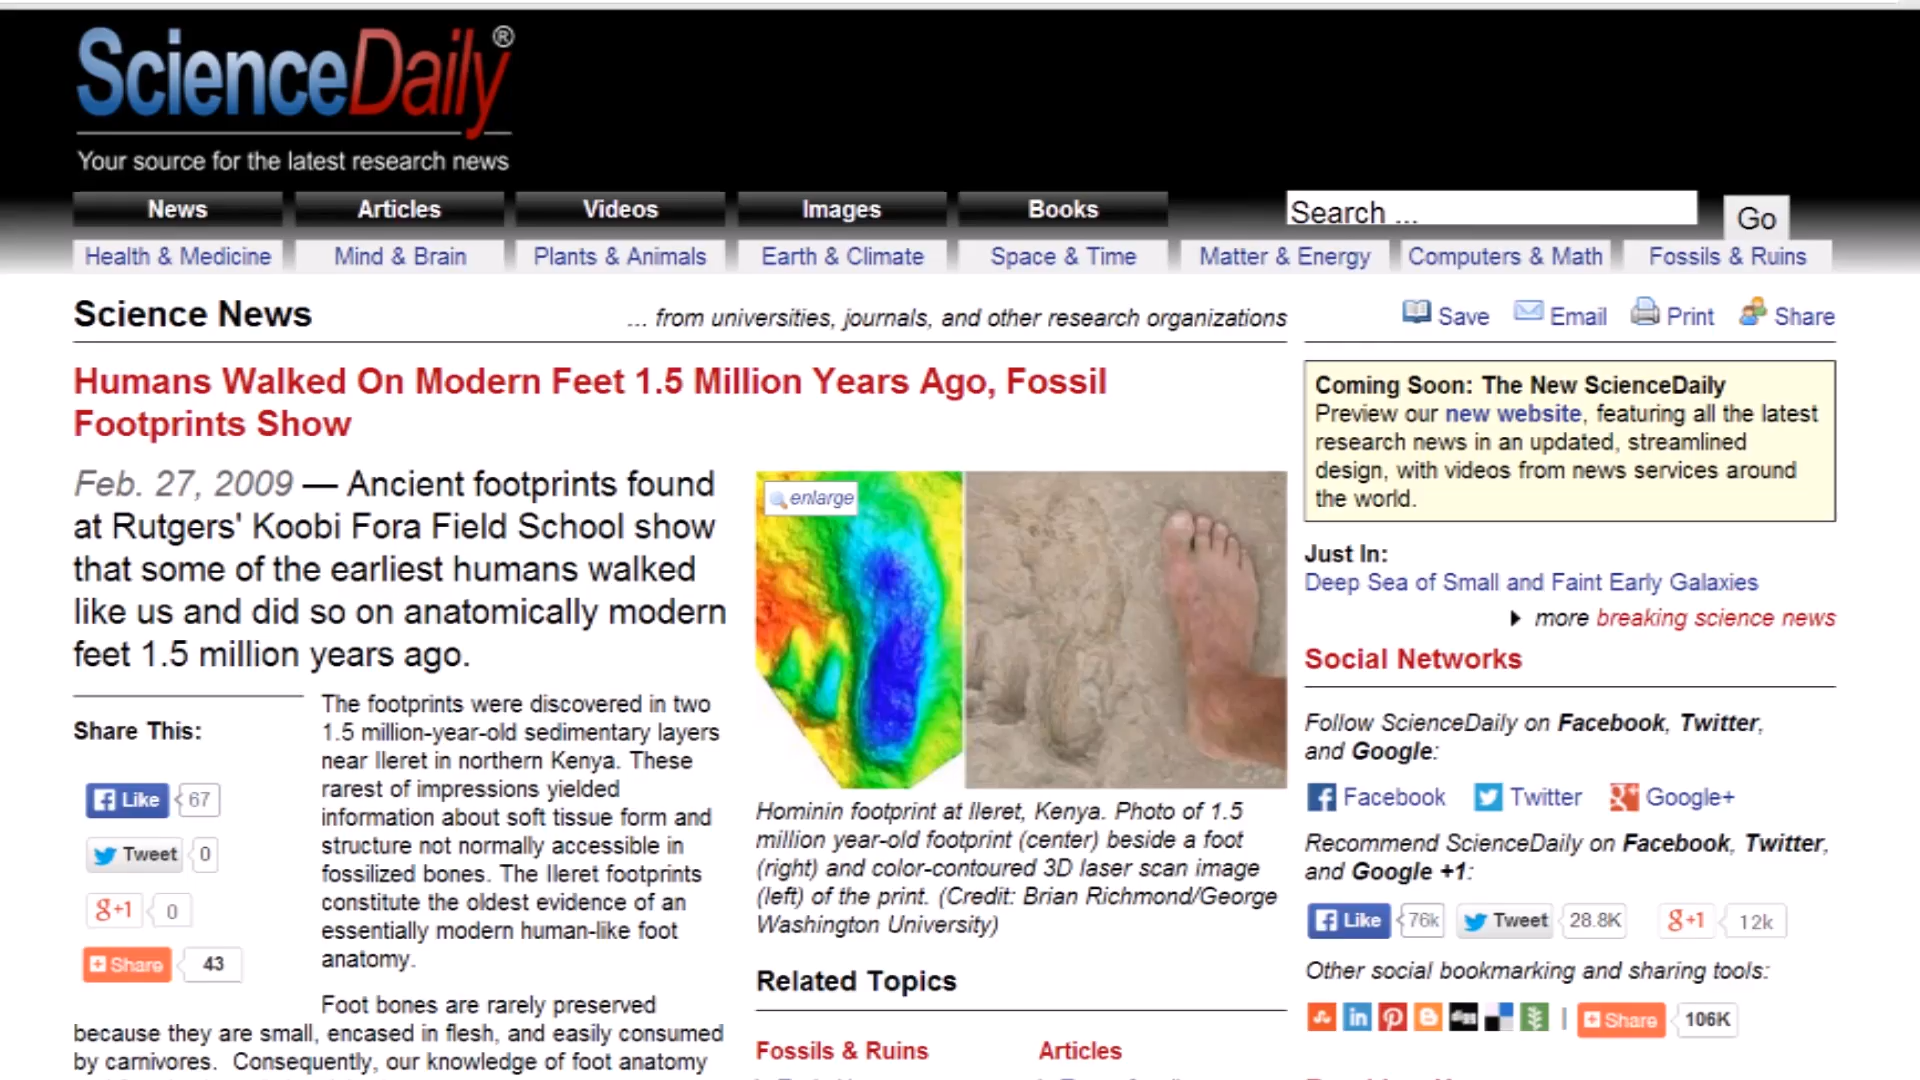 ScienceDaily®
Your source for the latest research news
News
Articles
Videos
Images
Books
Search ...
Go
Health & Medicine
Mind & Brain
Plants & Animals
Earth & Climate
Space & Time
Matter & Energy
Computers & Math
Fossils & Ruins
Science News
... from universities, journals, and other research organizations
Save
Email
Print
Share
Humans Walked On Modern Feet 1.5 Million Years Ago, Fossil
Footprints Show
Feb. 27, 2009 — Ancient footprints found
at Rutgers' Koobi Fora Field School show
that some of the earliest humans walked
like us and did so on anatomically modern
feet 1.5 million years ago.
Share This:
Like 67
Tweet 0
g+1 0
Share 43
The footprints were discovered in two
1.5 million-year-old sedimentary layers
near Ileret in northern Kenya. These
rarest of impressions yielded
information about soft tissue form and
structure not normally accessible in
fossilized bones. The Ileret footprints
constitute the oldest evidence of an
essentially modern human-like foot
anatomy.
Foot bones are rarely preserved
because they are small, encased in flesh, and easily consumed
by carnivores. Consequently, our knowledge of foot anatomy
enlarge
Hominin footprint at Ileret, Kenya. Photo of 1.5
million year-old footprint (center) beside a foot
(right) and color-contoured 3D laser scan image
(left) of the print. (Credit: Brian Richmond/George
Washington University)
Related Topics
Fossils & Ruins
Articles
Coming Soon: The New ScienceDaily
Preview our new website, featuring all the latest
research news in an updated, streamlined
design, with videos from news services around
the world.
Just In:
Deep Sea of Small and Faint Early Galaxies
more breaking science news
Social Networks
Follow ScienceDaily on Facebook, Twitter,
and Google:
Facebook
Twitter
Google+
Recommend ScienceDaily on Facebook, Twitter,
and Google +1:
Like 76k
Tweet 28.8K
g+1 12k
Other social bookmarking and sharing tools:
in
digg
| Share 106K